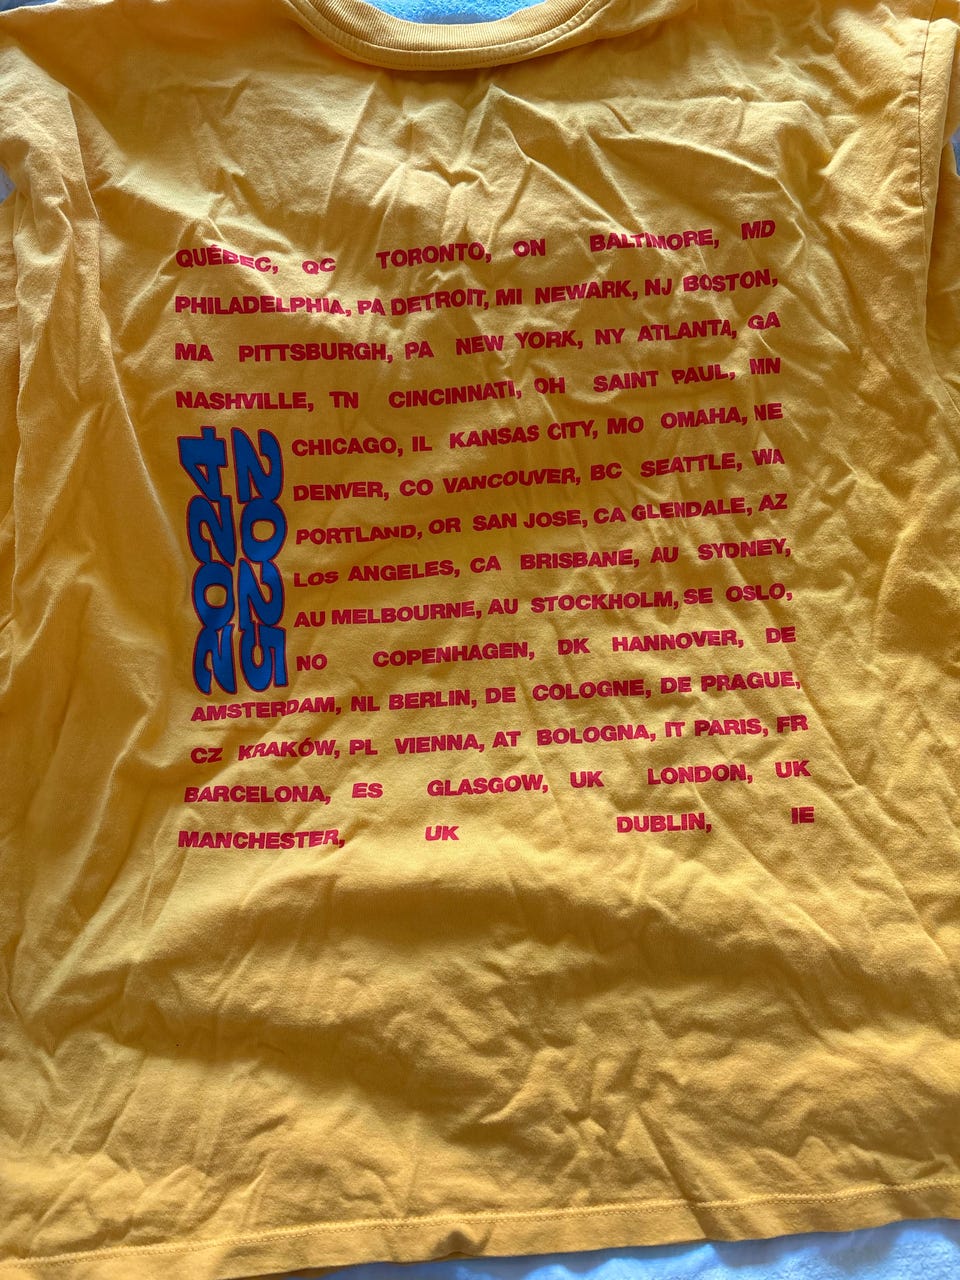 QUÉBEC, QC TORONTO, ON BALTIMORE, MD
PHILADELPHIA, PA DETROIT, MI NEWARK, NJ BOSTON,
MA PITTSBURGH, PA NEW YORK, NY ATLANTA, GA
NASHVILLE, TN CINCINNATI, OH SAINT PAUL, MN
CHICAGO, IL KANSAS CITY, MO OMAHA, NE
DENVER, CO VANCOUVER, BC SEATTLE, WA
PORTLAND, OR SAN JOSE, CA GLENDALE, AZ
LOS ANGELES, CA BRISBANE, AU SYDNEY,
AU MELBOURNE, AU STOCKHOLM, SE OSLO,
NO COPENHAGEN, DK HANNOVER, DE
AMSTERDAM, NL BERLIN, DE COLOGNE, DE PRAGUE,
CZ KRAKÓW, PL VIENNA, AT BOLOGNA, IT PARIS, FR
BARCELONA, ES GLASGOW, UK LONDON, UK
MANCHESTER, UK DUBLIN, IE
2024
2025